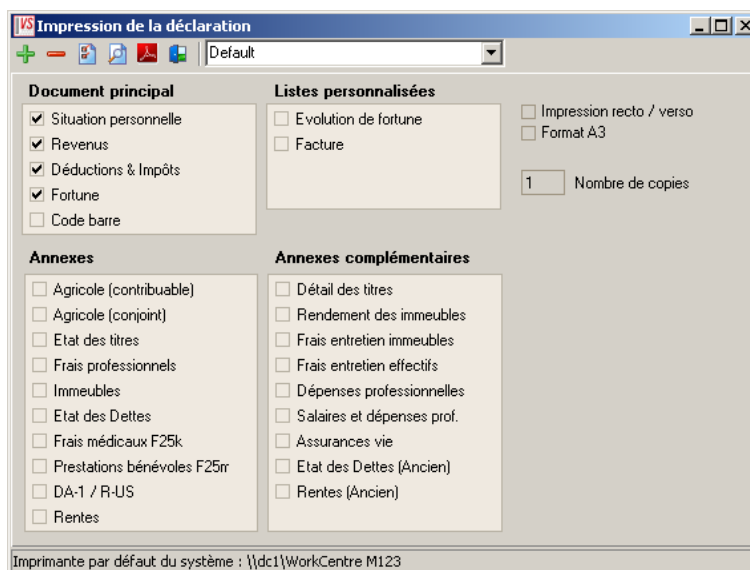 VS Impression de la déclaration
Default
Document principal
Situation personnelle
Revenus
Déductions & Impôts
Fortune
Code barre
Listes personnalisées
Evolution de fortune
Facture
Impression recto / verso
Format A3
1 Nombre de copies
Annexes
Agricole (contribuable)
Agricole (conjoint)
Etat des titres
Frais professionnels
Immeubles
Etat des Dettes
Frais médicaux F25k
Prestations bénévoles F25m
DA-1 / R-US
Rentes
Annexes complémentaires
Détail des titres
Rendement des immeubles
Frais entretien immeubles
Frais entretien effectifs
Dépenses professionnelles
Salaires et dépenses prof.
Assurances vie
Etat des Dettes (Ancien)
Rentes (Ancien)
Imprimante par défaut du système : \\dc1\WorkCentre M123